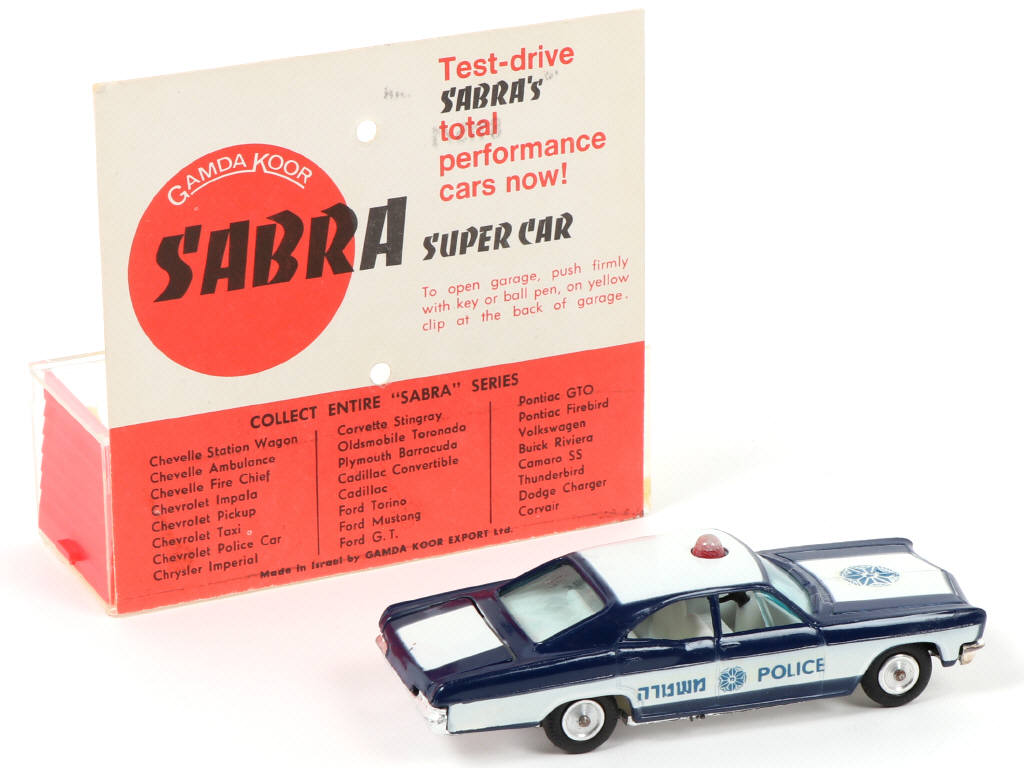 Test-drive
SABRA'S
total
performance
cars now!
GAMDA KOOR
SABRA
SUPER CAR
To open garage, push firmly
with key or ball pen, on yellow
clip at the back of garage.
COLLECT ENTIRE "SABRA" SERIES
Chevelle Station Wagon
Chevelle Ambulance
Chevelle Fire Chief
Chevrolet Impala
Chevrolet Pickup
Chevrolet Taxi
Chevrolet Police Car
Chrysler Imperial
Corvette Stingray
Oldsmobile Toronado
Plymouth Barracuda
Cadillac Convertible
Cadillac
Ford Torino
Ford Mustang
Ford G.T.
Pontiac GTO
Pontiac Firebird
Volkswagen
Buick Riviera
Camaro SS
Thunderbird
Dodge Charger
Corvair
Made in Israel by GAMDA KOOR EXPORT Ltd.
משטרה POLICE